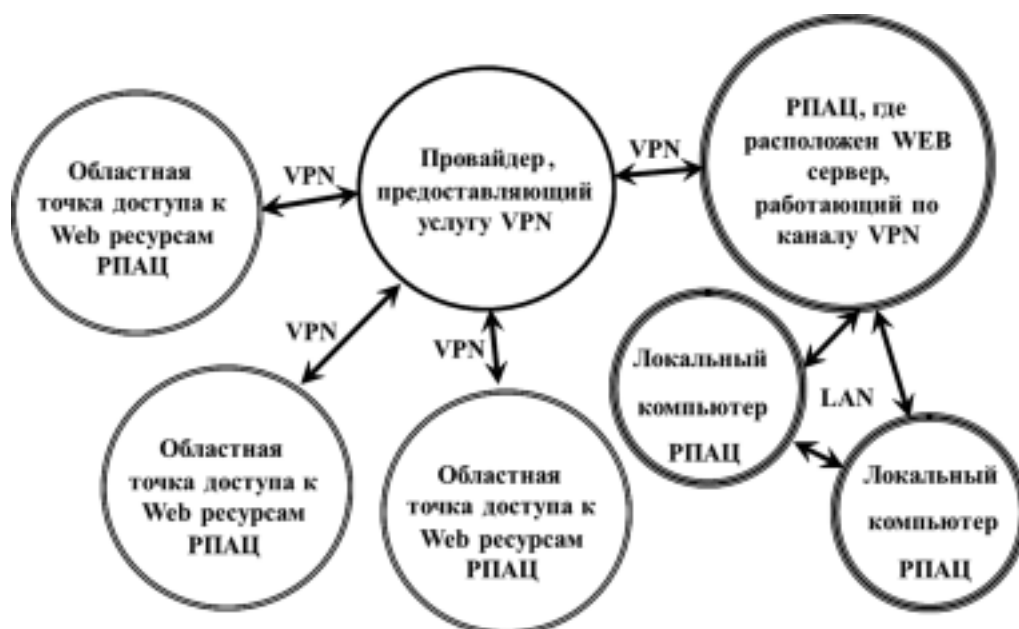 Областная
точка доступа к
Web ресурсам
РПАЦ
VPN
Провайдер,
предоставляющий
услугу VPN
VPN
РПАЦ, где
расположен WEB
сервер,
работающий по
каналу VPN
VPN
VPN
Локальный
компьютер
РПАЦ
LAN
Областная
точка доступа к
Web ресурсам
РПАЦ
Областная
точка доступа к
Web ресурсам
РПАЦ
Локальный
компьютер
РПАЦ